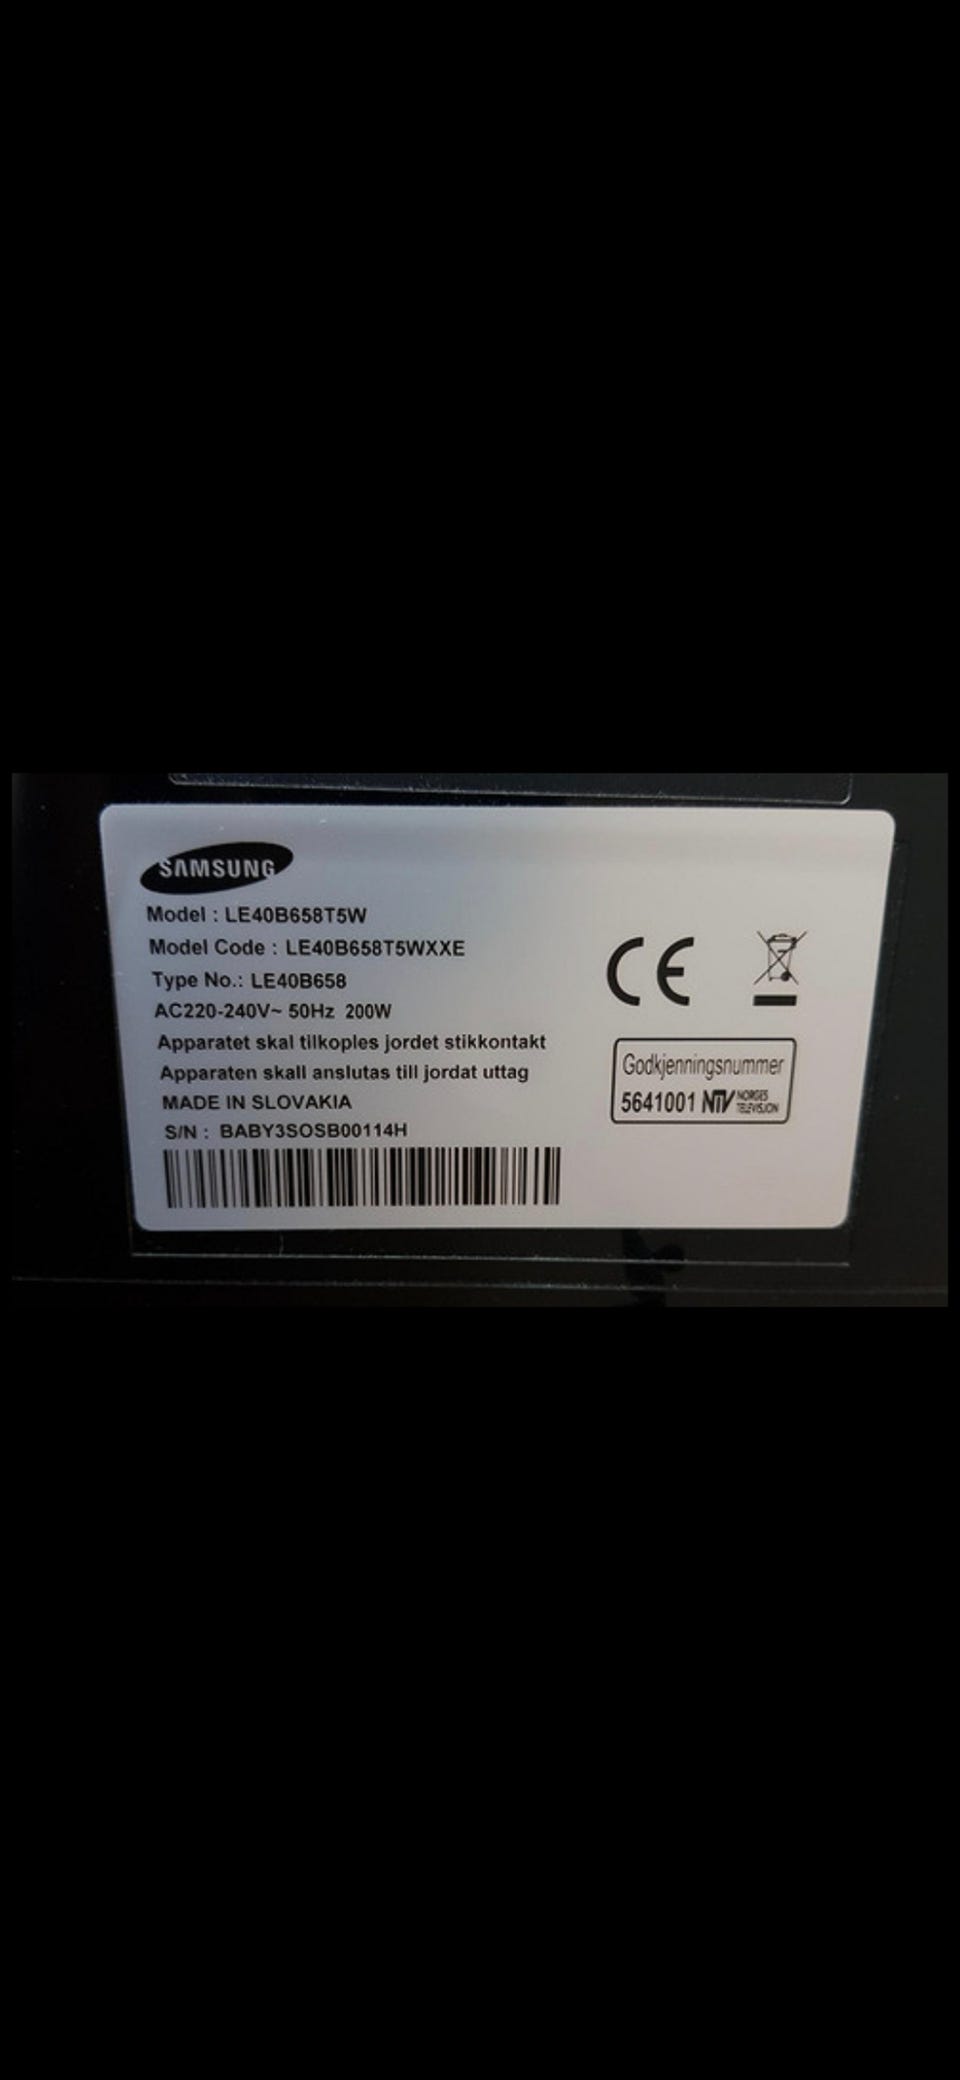 SAMSUNG
Model : LE40B658T5W
Model Code : LE40B658T5WXXE
Type No.: LE40B658
AC220-240V~ 50Hz 200W
Apparatet skal tilkoples jordet stikkontakt
Apparaten skall anslutas till jordat uttag
MADE IN SLOVAKIA
S/N : BABY3SOSB00114H
CE
Godkjenningsnummer
5641001 NTV NORGES
TELEVISJON